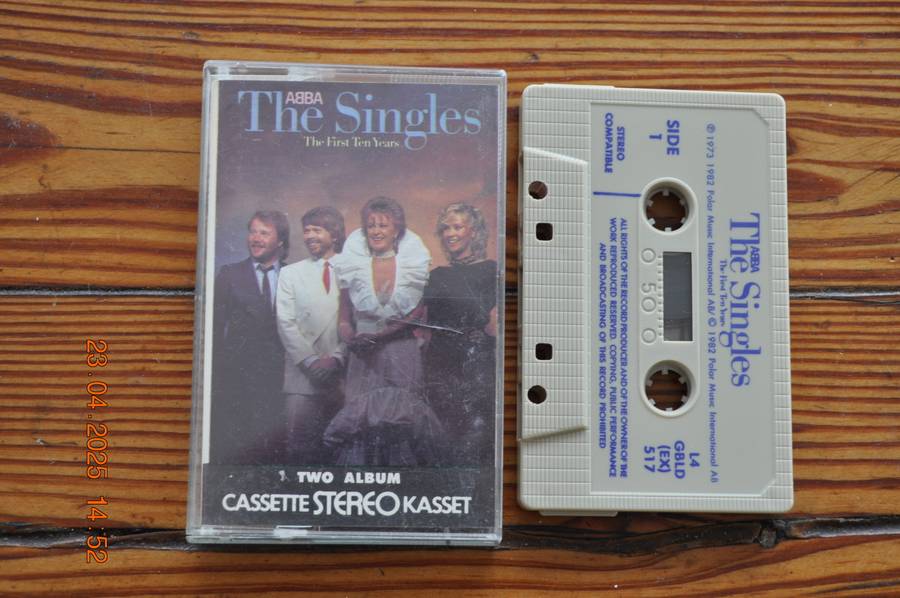 ABBA
The Singles
The First Ten Years
TWO ALBUM
CASSETTE STEREO KASSET
℗ 1973 1982 Polar Music International AB/ © 1982 Polar Music International AB
ABBA
The Singles
The First Ten Years
SIDE
1
STEREO
COMPATIBLE
0 50 0
L4
GBLD
(EX)
517
ALL RIGHTS OF THE RECORD PRODUCER AND OF THE OWNER OF THE
WORK REPRODUCED RESERVED. COPYING, PUBLIC PERFORMANCE
AND BROADCASTING OF THIS RECORD PROHIBITED
23.04.2025 14:52